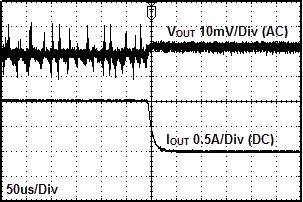 VOUT 10mV/Div (AC)
IOUT 0.5A/Div (DC)
50us/Div